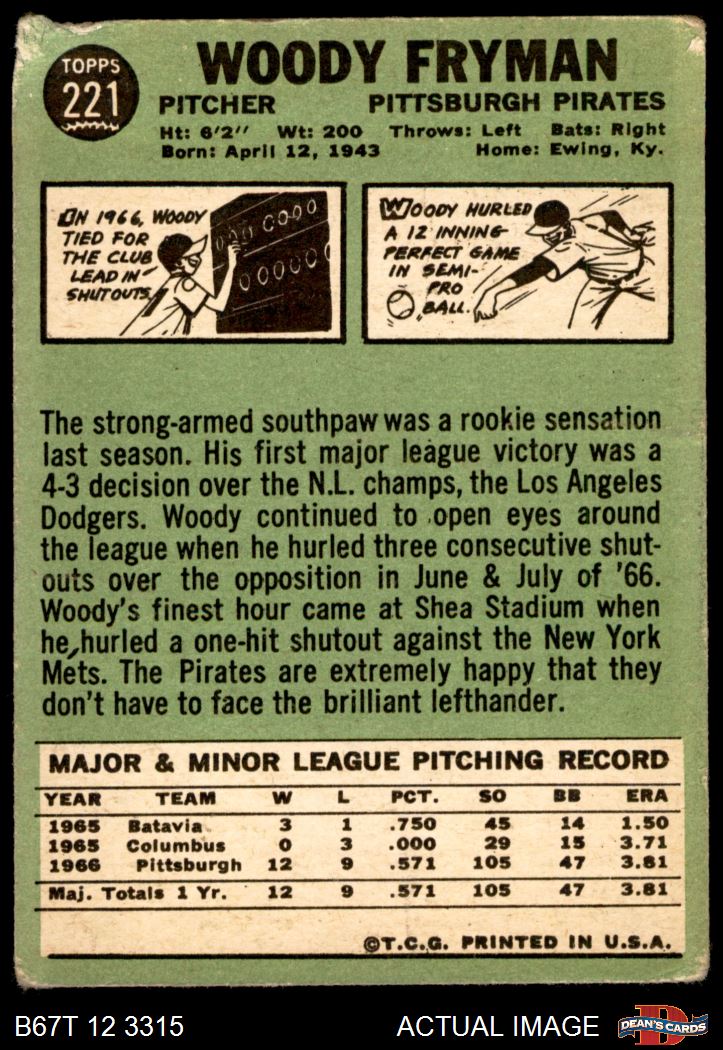 TOPPS
221
WOODY FRYMAN
PITCHER PITTSBURGH PIRATES
Ht: 6'2" Wt: 200 Throws: Left Bats: Right
Born: April 12, 1943 Home: Ewing, Ky.
IN 1966, WOODY
TIED FOR
THE CLUB
LEAD IN
SHUTOUTS.
WOODY HURLED
A 12 INNING
PERFECT GAME
IN SEMI-
PRO
BALL.
The strong-armed southpaw was a rookie sensation
last season. His first major league victory was a
4-3 decision over the N.L. champs, the Los Angeles
Dodgers. Woody continued to open eyes around
the league when he hurled three consecutive shut-
outs over the opposition in June & July of '66.
Woody's finest hour came at Shea Stadium when
he hurled a one-hit shutout against the New York
Mets. The Pirates are extremely happy that they
don't have to face the brilliant lefthander.
MAJOR & MINOR LEAGUE PITCHING RECORD
YEAR TEAM W L PCT. SO BB ERA
1965 Batavia 3 1 .750 45 14 1.50
1965 Columbus 0 3 .000 29 15 3.71
1966 Pittsburgh 12 9 .571 105 47 3.81
Maj. Totals 1 Yr. 12 9 .571 105 47 3.81
©T.C.G. PRINTED IN U.S.A.
B67T 12 3315 ACTUAL IMAGE
D
DEAN'S CARDS